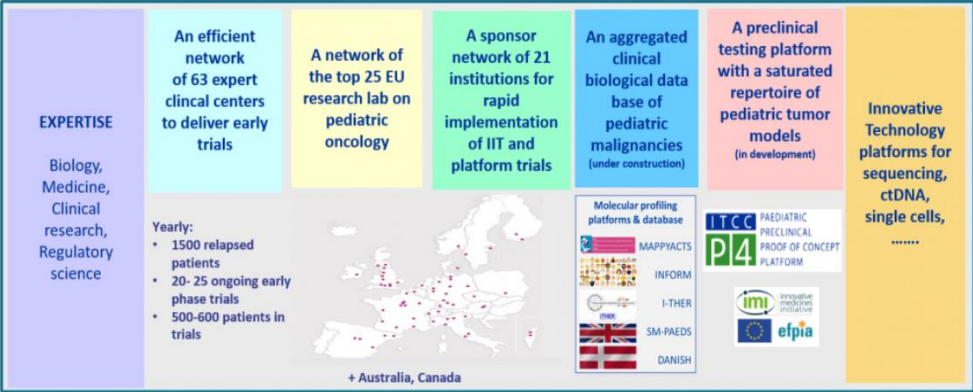 EXPERTISE
Biology,
Medicine,
Clinical
research,
Regulatory
science
An efficient
network
of 63 expert
clincal centers
to deliver early
trials
A network of
the top 25 EU
research lab on
pediatric
oncology
A sponsor
network of 21
institutions for
rapid
implementation
of IIT and
platform trials
An aggregated
clinical
biological data
base of
pediatric
malignancies
(under construction)
A preclinical
testing platform
with a saturated
repertoire of
pediatric tumor
models
(in development)
Innovative
Technology
platforms for
sequencing,
ctDNA,
single cells,
…….
Yearly:
• 1500 relapsed
patients
• 20- 25 ongoing early
phase trials
• 500-600 patients in
trials
+ Australia, Canada
Molecular profiling
platforms & database
MAPPYACTS
INFORM
I-THER
iTHER
SM-PAEDS
DANISH
ITCC
P4
PAEDIATRIC
PRECLINICAL
PROOF OF CONCEPT
PLATFORM
imi
innovative
medicines
initiative
efpia